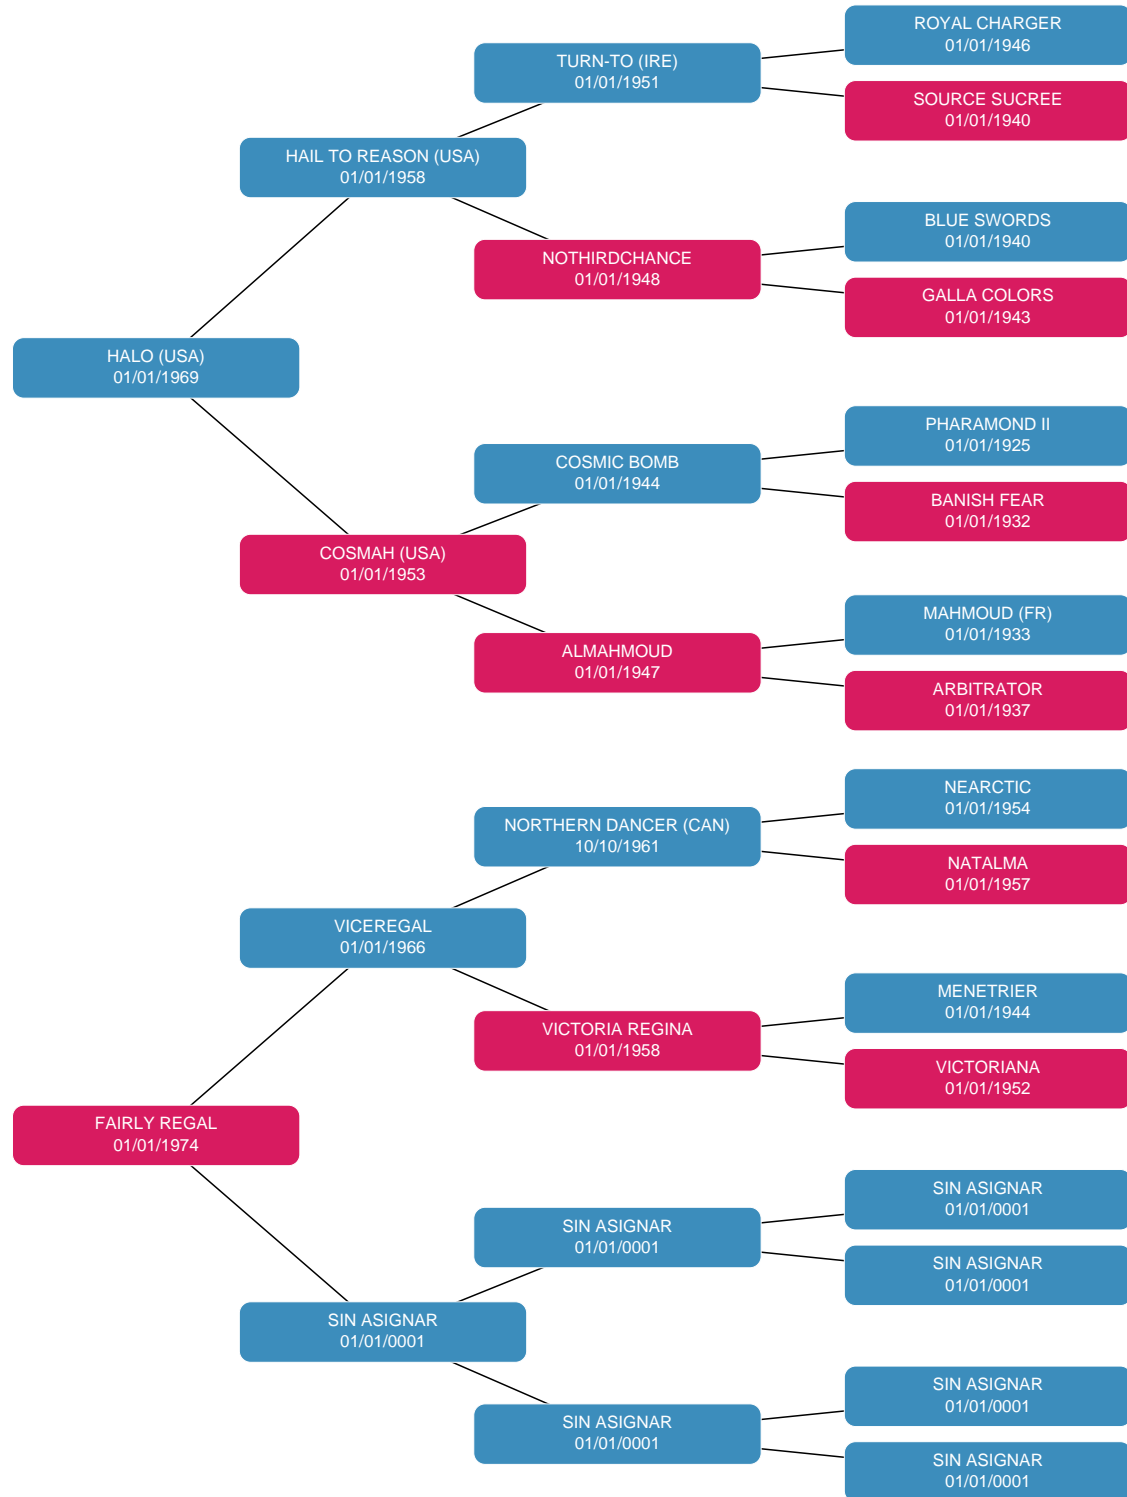 ROYAL CHARGER
01/01/1946
TURN-TO (IRE)
01/01/1951
SOURCE SUCREE
01/01/1940
HAIL TO REASON (USA)
01/01/1958
BLUE SWORDS
01/01/1940
NOTHIRDCHANCE
01/01/1948
GALLA COLORS
01/01/1943
HALO (USA)
01/01/1969
PHARAMOND II
01/01/1925
COSMIC BOMB
01/01/1944
BANISH FEAR
01/01/1932
COSMAH (USA)
01/01/1953
MAHMOUD (FR)
01/01/1933
ALMAHMOUD
01/01/1947
ARBITRATOR
01/01/1937
NEARCTIC
01/01/1954
NORTHERN DANCER (CAN)
10/10/1961
NATALMA
01/01/1957
VICEREGAL
01/01/1966
MENETRIER
01/01/1944
VICTORIA REGINA
01/01/1958
VICTORIANA
01/01/1952
FAIRLY REGAL
01/01/1974
SIN ASIGNAR
01/01/0001
SIN ASIGNAR
01/01/0001
SIN ASIGNAR
01/01/0001
SIN ASIGNAR
01/01/0001
SIN ASIGNAR
01/01/0001
SIN ASIGNAR
01/01/0001
SIN ASIGNAR
01/01/0001